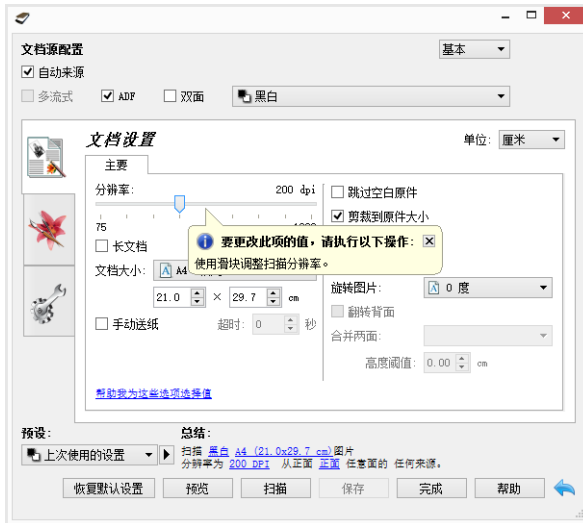 文档源配置
基本
自动来源
多流式
ADF
双面
黑白
文档设置
单位: 厘米
主要
分辨率: 200 dpi
跳过空白原件
75
剪裁到原件大小
要更改此项的值，请执行以下操作:
使用滑块调整扫描分辨率。
长文档
文档大小: A4
21.0 × 29.7 cm
旋转图片: 0 度
翻转背面
手动送纸 超时: 0 秒
合并两面:
高度阈值: 0.00 cm
帮助我为这些选项选择值
预设: 总结:
上次使用的设置
扫描 黑白 A4 (21.0x29.7 cm)图片
分辨率为 200 DPI 从正面 正面 任意面的 任何来源。
恢复默认设置 预览 扫描 保存 完成 帮助